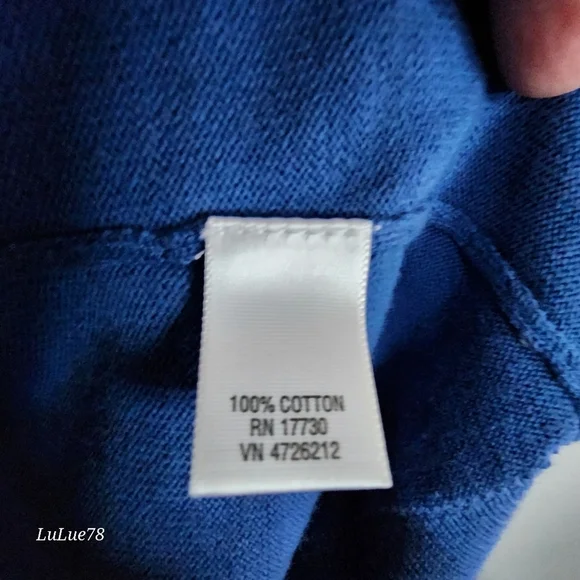 100% COTTON
RN 17730
VN 4726212
LuLue78